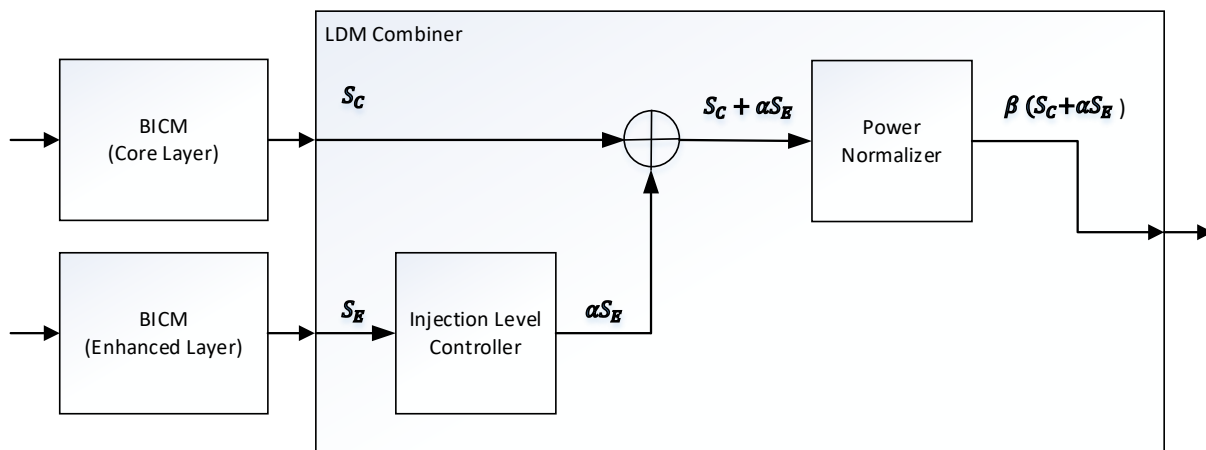 LDM Combiner
BICM
(Core Layer)
S_C
S_C + αS_E
Power
Normalizer
β (S_C+αS_E )
BICM
(Enhanced Layer)
S_E
Injection Level
Controller
αS_E